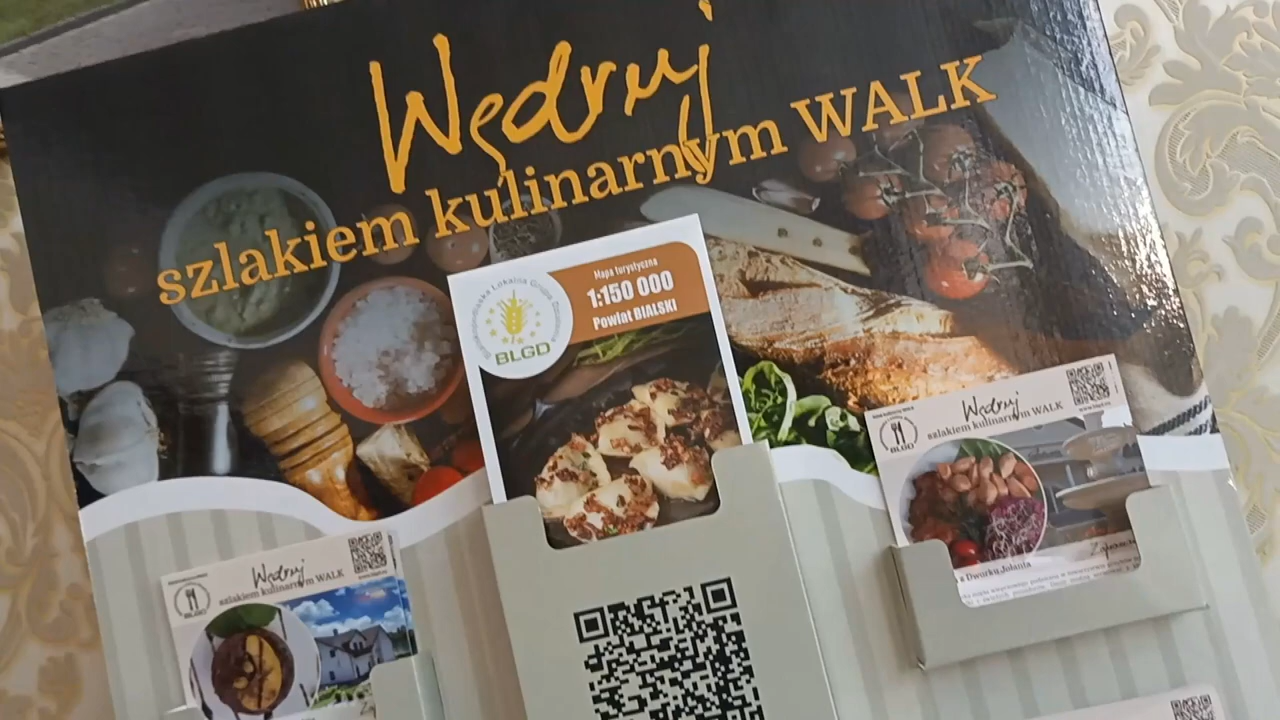 Wędruj
szlakiem kulinarnym WALK
Mapa turystyczna
1:150 000
Powiat BIALSKI
BLGD
Wędruj
szlakiem kulinarnym WALK
BLGD
z Dworku Jolania
Wędruj
szlakiem kulinarnym WALK
BLGD